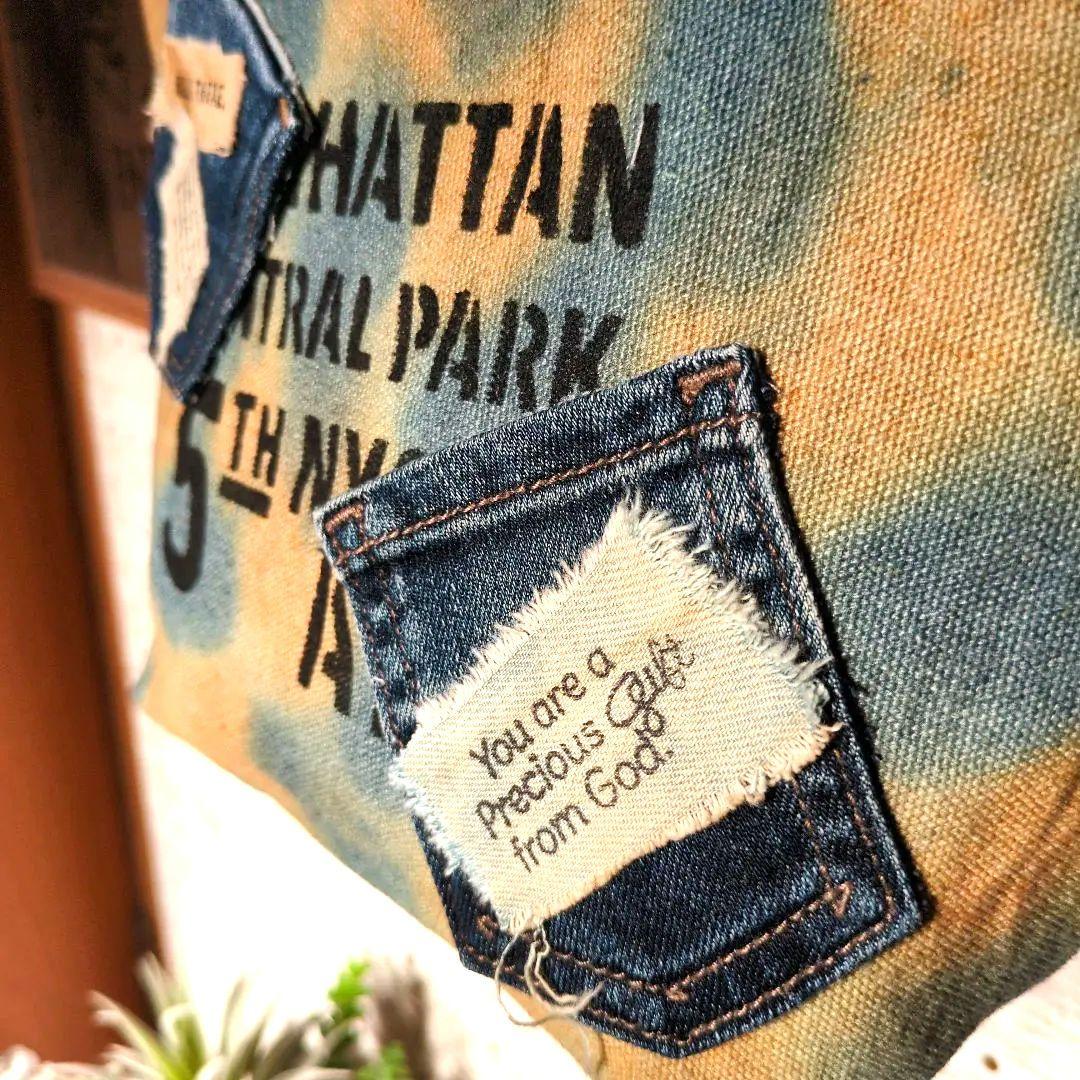 HATTAN
TRAL PARK
5TH NY
A
You are a
Precious Gift
from God.